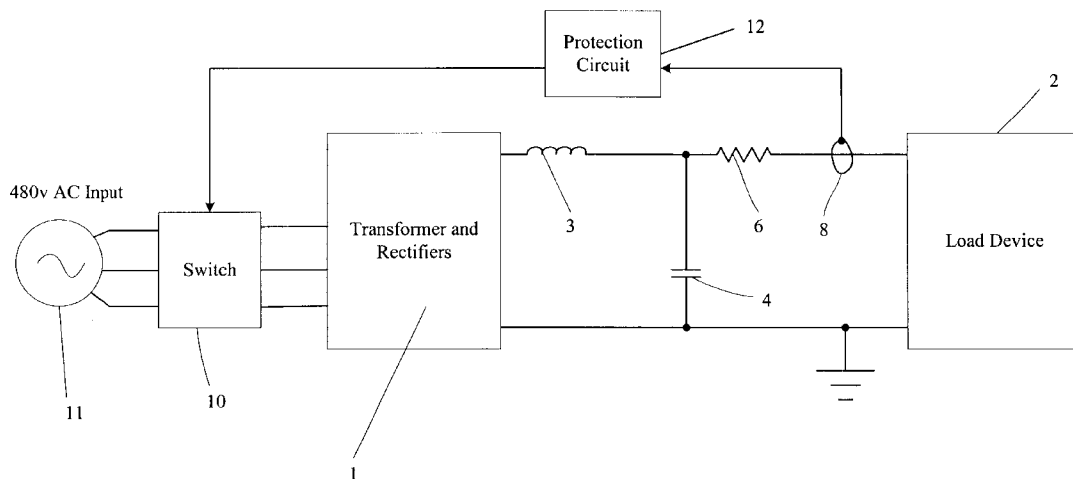 12
Protection
Circuit
2
480v AC Input
3
6
8
Transformer and
Rectifiers
Load Device
Switch
4
10
11
1